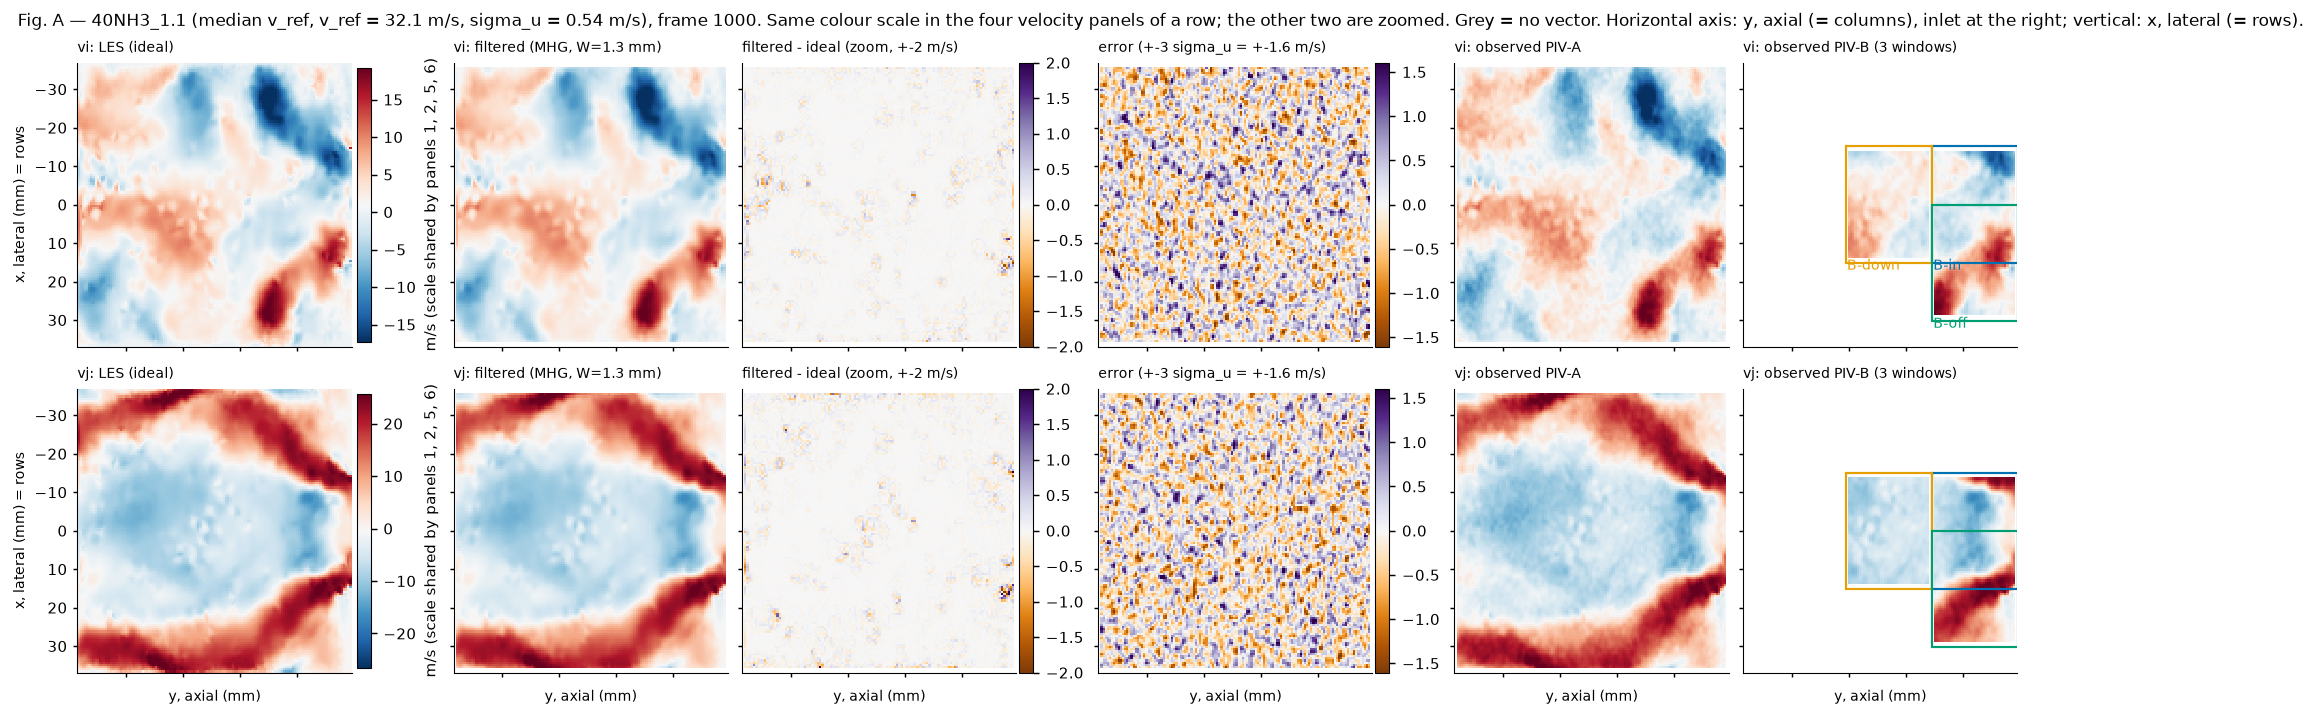 Fig. A — 40NH3_1.1 (median v_ref, v_ref = 32.1 m/s, sigma_u = 0.54 m/s), frame 1000. Same colour scale in the four velocity panels of a row; the other two are zoomed. Grey = no vector. Horizontal axis: y, axial (= columns), inlet at the right; vertical: x, lateral (= rows).
vi: LES (ideal)
vi: filtered (MHG, W=1.3 mm)
filtered - ideal (zoom, +-2 m/s)
error (+-3 sigma_u = +-1.6 m/s)
vi: observed PIV-A
vi: observed PIV-B (3 windows)
x, lateral (mm) = rows
−30
−20
−10
0
10
20
30
15
10
5
0
−5
−10
−15
m/s (scale shared by panels 1, 2, 5, 6)
2.0
1.5
1.0
0.5
0.0
−0.5
−1.0
−1.5
−2.0
1.5
1.0
0.5
0.0
−0.5
−1.0
−1.5
B-down
B-in
B-off
vj: LES (ideal)
vj: filtered (MHG, W=1.3 mm)
filtered - ideal (zoom, +-2 m/s)
error (+-3 sigma_u = +-1.6 m/s)
vj: observed PIV-A
vj: observed PIV-B (3 windows)
x, lateral (mm) = rows
−30
−20
−10
0
10
20
30
20
10
0
−10
−20
m/s (scale shared by panels 1, 2, 5, 6)
2.0
1.5
1.0
0.5
0.0
−0.5
−1.0
−1.5
−2.0
1.5
1.0
0.5
0.0
−0.5
−1.0
−1.5
y, axial (mm)
y, axial (mm)
y, axial (mm)
y, axial (mm)
y, axial (mm)
y, axial (mm)